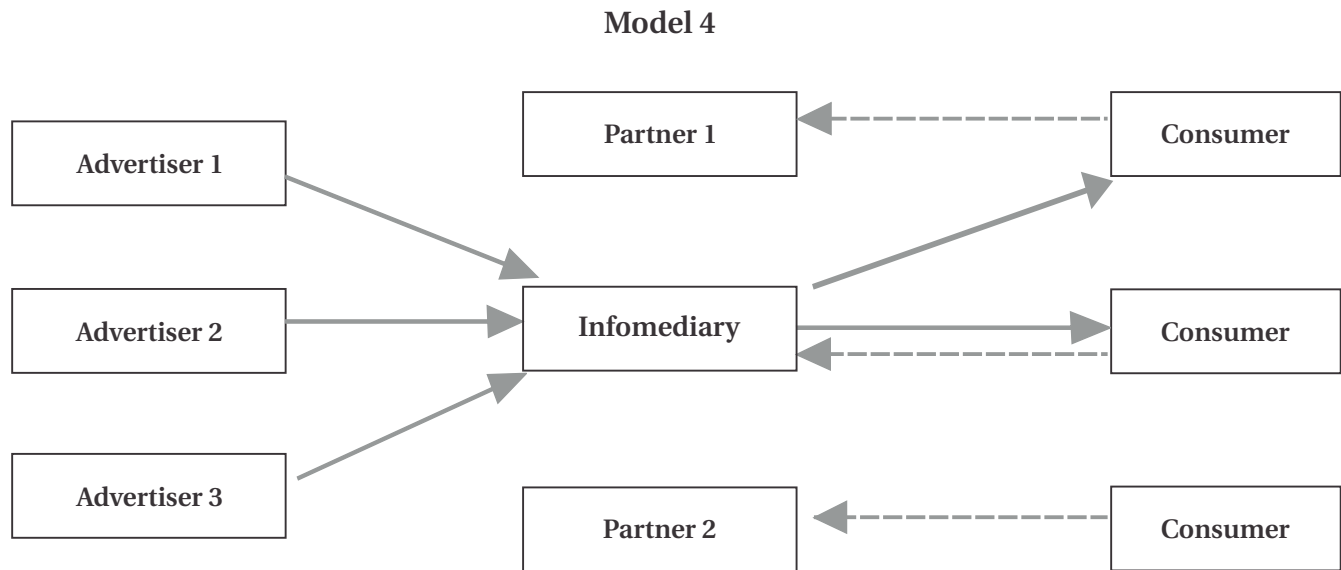 Model 4
Partner 1
Consumer
Advertiser 1
Advertiser 2
Infomediary
Consumer
Advertiser 3
Partner 2
Consumer